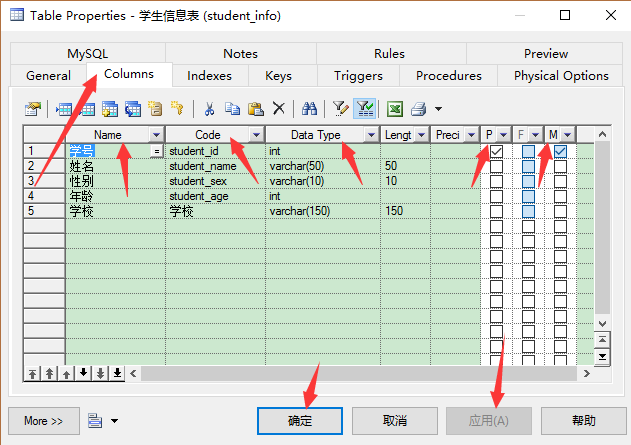 Table Properties - 学生信息表 (student_info)
MySQL Notes Rules Preview
General Columns Indexes Keys Triggers Procedures Physical Options
Name Code Data Type Lengt Preci P F M
1 学号 = student_id int
2 姓名 student_name varchar(50) 50
3 性别 student_sex varchar(10) 10
4 年龄 student_age int
5 学校 学校 varchar(150) 150
More >> 确定 取消 应用(A) 帮助